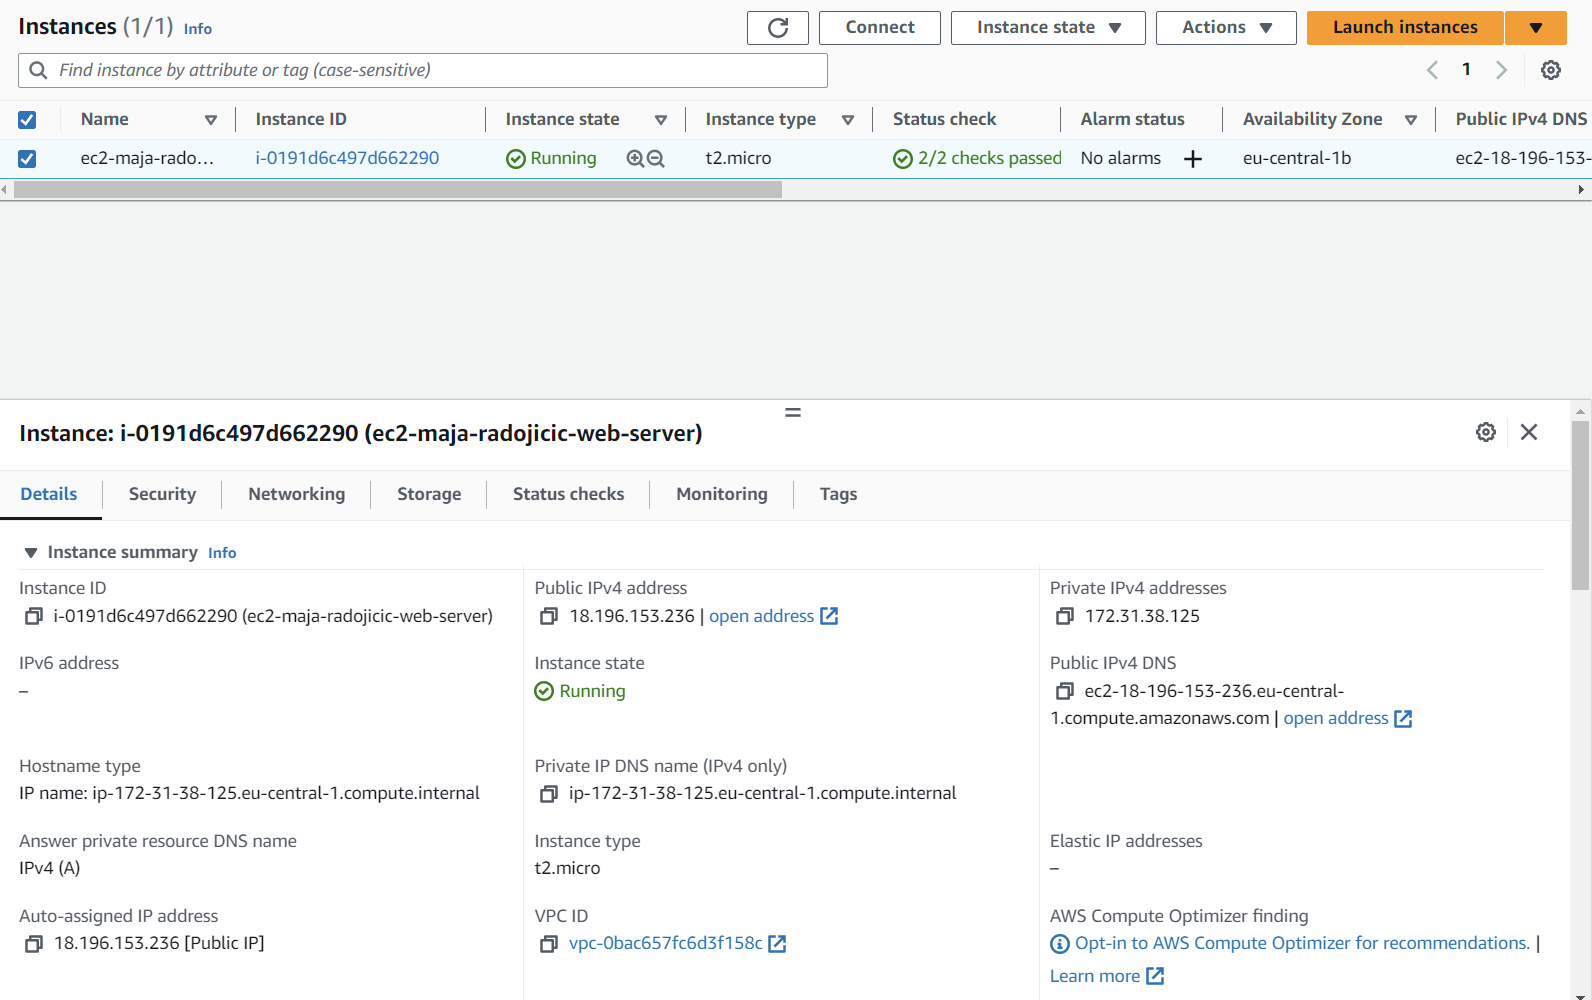 Instances (1/1) Info
Connect
Instance state
Actions
Launch instances
Find instance by attribute or tag (case-sensitive)
1
Name Instance ID Instance state Instance type Status check Alarm status Availability Zone Public IPv4 DNS
ec2-maja-rado... i-0191d6c497d662290 Running t2.micro 2/2 checks passed No alarms + eu-central-1b ec2-18-196-153-
Instance: i-0191d6c497d662290 (ec2-maja-radojicic-web-server)
Details Security Networking Storage Status checks Monitoring Tags
Instance summary Info
Instance ID
i-0191d6c497d662290 (ec2-maja-radojicic-web-server)
Public IPv4 address
18.196.153.236 | open address
Private IPv4 addresses
172.31.38.125
IPv6 address
–
Instance state
Running
Public IPv4 DNS
ec2-18-196-153-236.eu-central-
1.compute.amazonaws.com | open address
Hostname type
IP name: ip-172-31-38-125.eu-central-1.compute.internal
Private IP DNS name (IPv4 only)
ip-172-31-38-125.eu-central-1.compute.internal
Answer private resource DNS name
IPv4 (A)
Instance type
t2.micro
Elastic IP addresses
–
Auto-assigned IP address
18.196.153.236 [Public IP]
VPC ID
vpc-0bac657fc6d3f158c
AWS Compute Optimizer finding
Opt-in to AWS Compute Optimizer for recommendations. |
Learn more